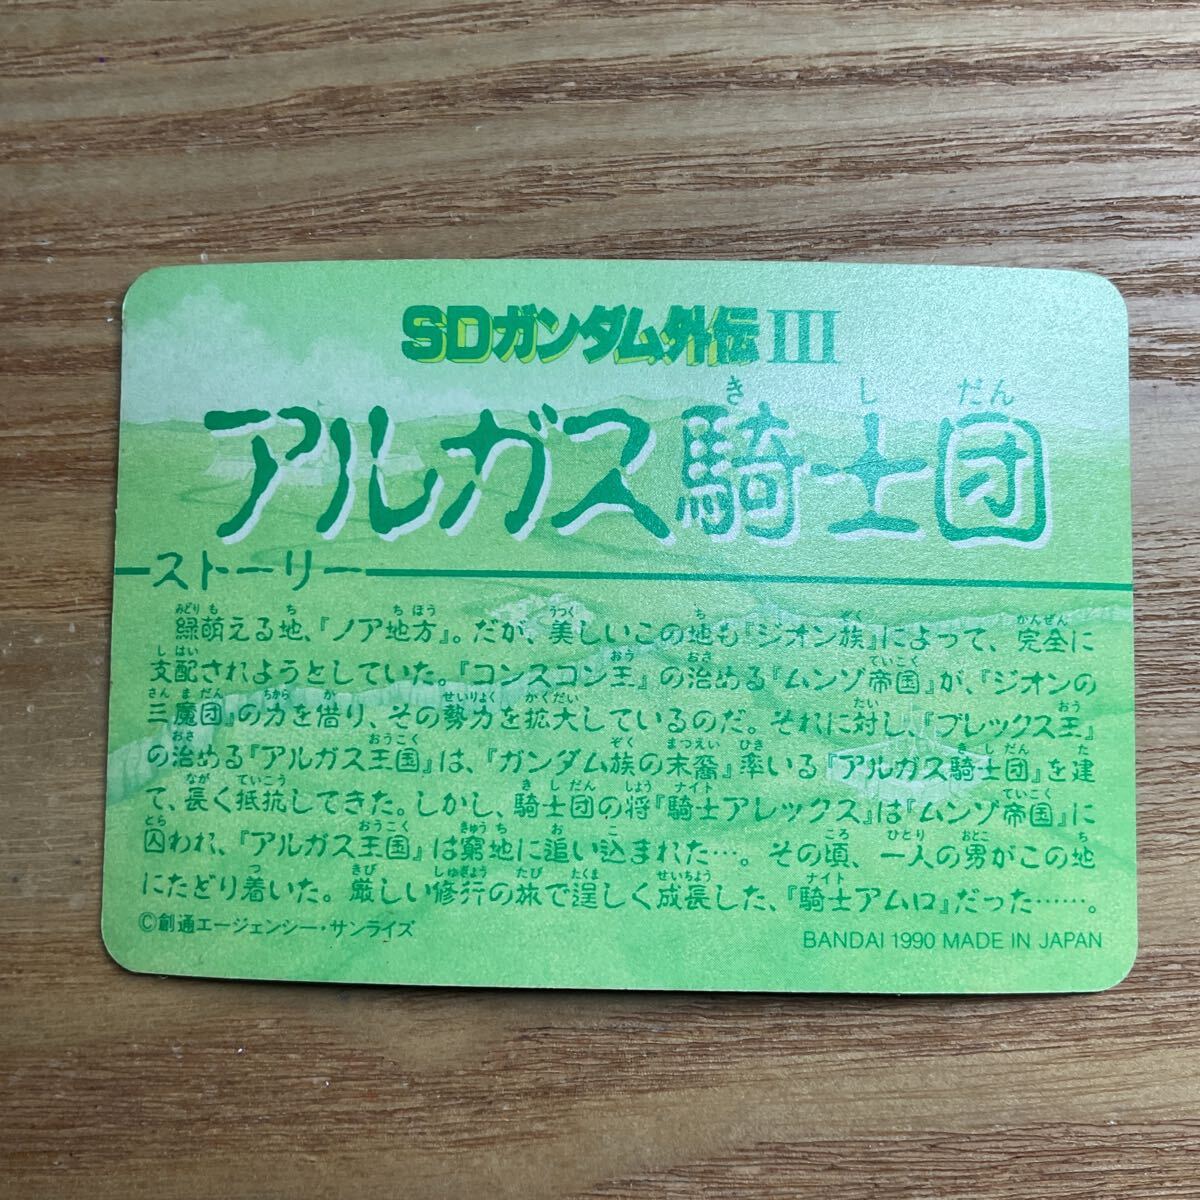 SDガンダム外伝III
アルガス騎士団
きしだん
ストーリー
緑萌える地、『ノア地方』。だが、美しいこの地も『ジオン族』によって、完全に
支配されようとしていた。『コンスコン王』の治める『ムンゾ帝国』が、『ジオンの
三魔団』の力を借り、その勢力を拡大しているのだ。それに対し、『ブレックス王』
の治める『アルガス王国』は、『ガンダム族の末裔』率いる『アルガス騎士団』を建
て、長く抵抗してきた。しかし、騎士団の将『騎士アレックス』は『ムンゾ帝国』に
囚われ、『アルガス王国』は窮地に追い込まれた…。その頃、一人の男がこの地
にたどり着いた。厳しい修行の旅で逞しく成長した、『騎士アムロ』だった……。
©創通エージェンシー・サンライズ
BANDAI 1990 MADE IN JAPAN